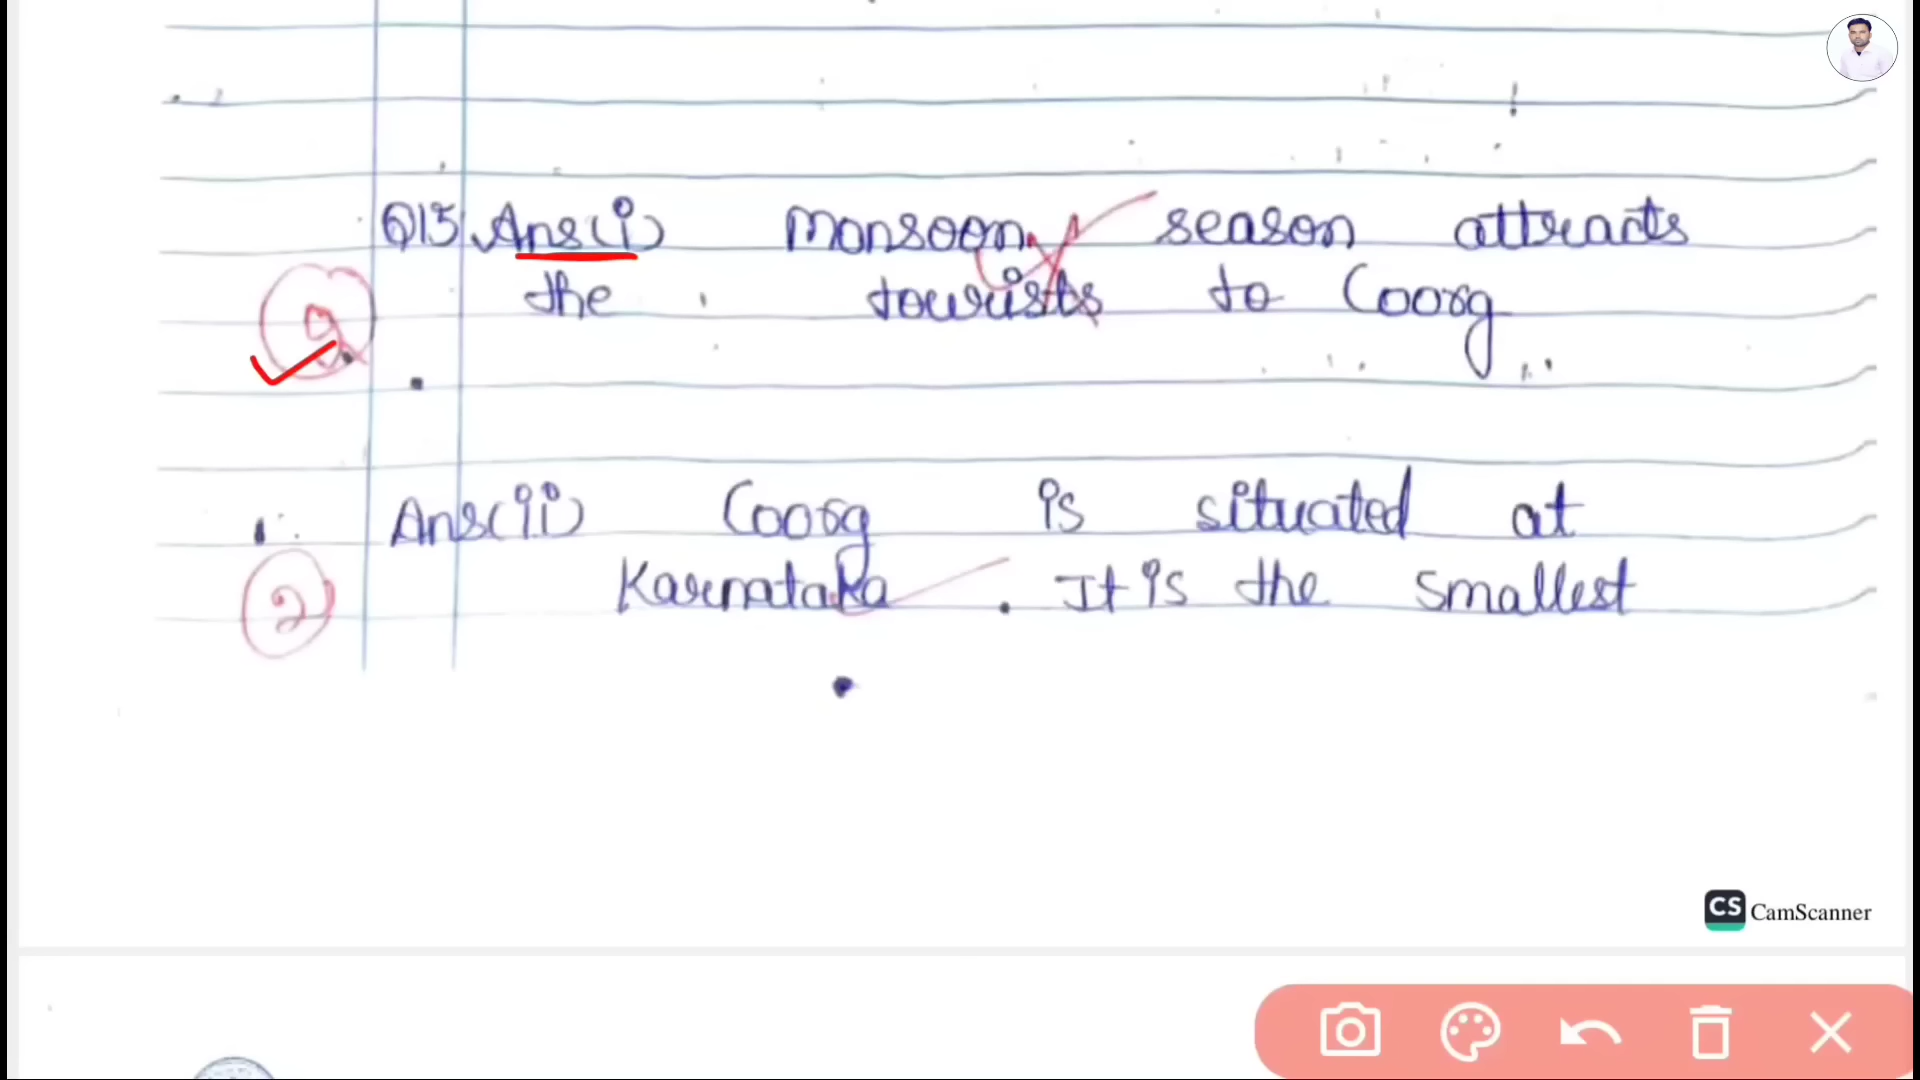 Q15 Ans(i) monsoon season attracts
the tourists to Coorg
Ans(ii) Coorg is situated at
2
Karnataka . It is the smallest
CS CamScanner